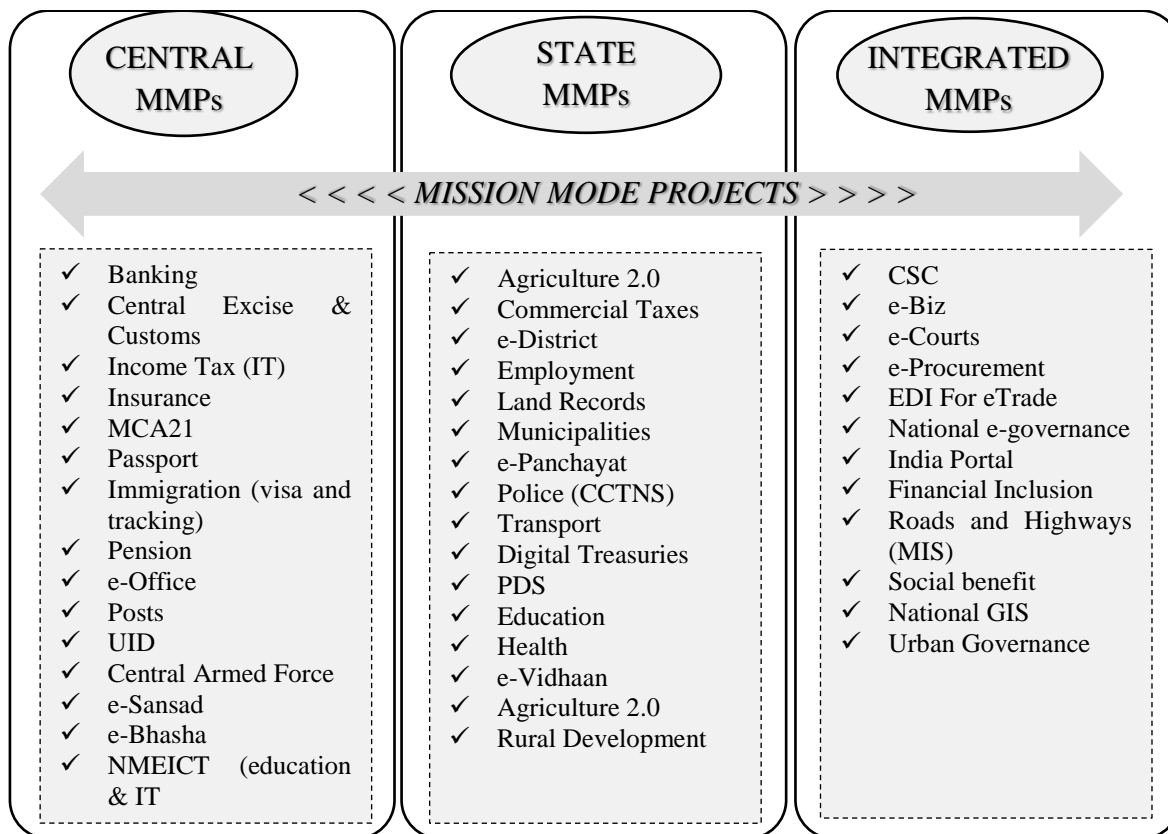 CENTRAL
MMPs
STATE
MMPs
INTEGRATED
MMPs
< < < < MISSION MODE PROJECTS > > > >
✓ Banking
✓ Central Excise &
Customs
✓ Income Tax (IT)
✓ Insurance
✓ MCA21
✓ Passport
✓ Immigration (visa and
tracking)
✓ Pension
✓ e-Office
✓ Posts
✓ UID
✓ Central Armed Force
✓ e-Sansad
✓ e-Bhasha
✓ NMEICT (education
& IT
✓ Agriculture 2.0
✓ Commercial Taxes
✓ e-District
✓ Employment
✓ Land Records
✓ Municipalities
✓ e-Panchayat
✓ Police (CCTNS)
✓ Transport
✓ Digital Treasuries
✓ PDS
✓ Education
✓ Health
✓ e-Vidhaan
✓ Agriculture 2.0
✓ Rural Development
✓ CSC
✓ e-Biz
✓ e-Courts
✓ e-Procurement
✓ EDI For eTrade
✓ National e-governance
✓ India Portal
✓ Financial Inclusion
✓ Roads and Highways
(MIS)
✓ Social benefit
✓ National GIS
✓ Urban Governance